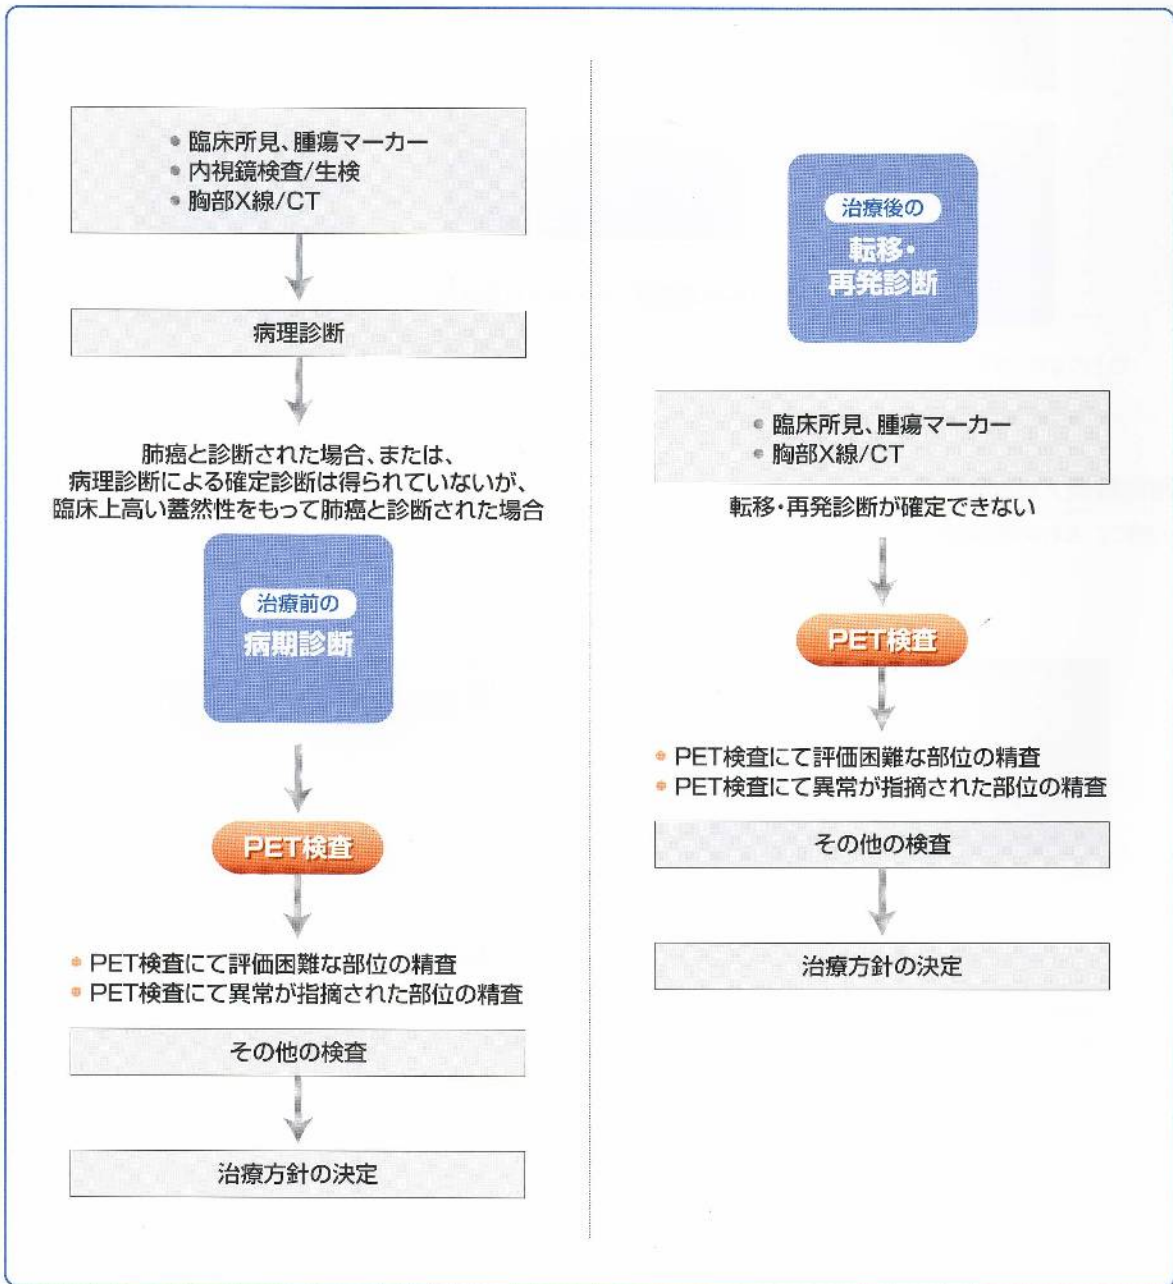 ・臨床所見、腫瘍マーカー
・内視鏡検査/生検
・胸部X線/CT
病理診断
肺癌と診断された場合、または、
病理診断による確定診断は得られていないが、
臨床上高い蓋然性をもって肺癌と診断された場合
治療前の
病期診断
PET検査
・PET検査にて評価困難な部位の精査
・PET検査にて異常が指摘された部位の精査
その他の検査
治療方針の決定
治療後の
転移・
再発診断
・臨床所見、腫瘍マーカー
・胸部X線/CT
転移・再発診断が確定できない
PET検査
・PET検査にて評価困難な部位の精査
・PET検査にて異常が指摘された部位の精査
その他の検査
治療方針の決定